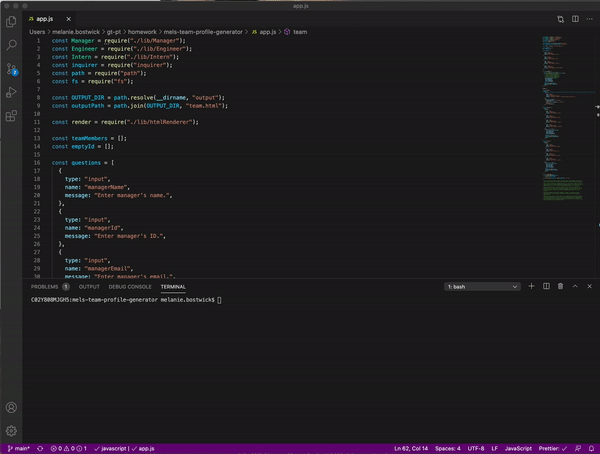 app.js
app.js ×
Users > melanie.bostwick > gt-pt > homework > mels-team-profile-generator > JS app.js > team
1 const Manager = require("./lib/Manager");
2 const Engineer = require("./lib/Engineer");
3 const Intern = require("./lib/Intern");
4 const inquirer = require("inquirer");
5 const path = require("path");
6 const fs = require("fs");
7
8 const OUTPUT_DIR = path.resolve(__dirname, "output");
9 const outputPath = path.join(OUTPUT_DIR, "team.html");
10
11 const render = require("./lib/htmlRenderer");
12
13 const teamMembers = [];
14 const emptyId = [];
15
16 const questions = [
17 {
18 type: "input",
19 name: "managerName",
20 message: "Enter manager's name.",
21 },
22 {
23 type: "input",
24 name: "managerId",
25 message: "Enter manager's ID.",
26 },
27 {
28 type: "input",
29 name: "managerEmail",
30 message: "Enter manager's email.",
PROBLEMS 1 OUTPUT DEBUG CONSOLE TERMINAL 1: bash
C02Y808MJGH5:mels-team-profile-generator melanie.bostwick$
main* 0 0 1 javascript | app.js Ln 62, Col 14 Spaces: 4 UTF-8 LF JavaScript Prettier: